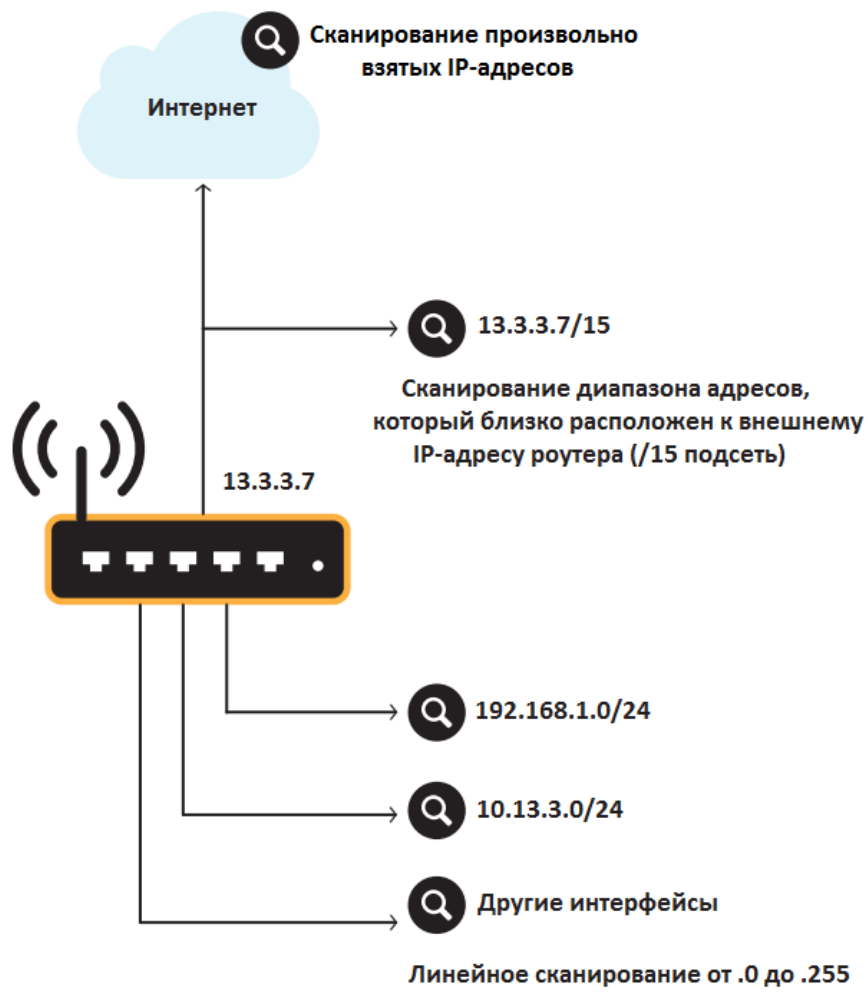 Сканирование произвольно
взятых IP-адресов
Интернет
13.3.3.7/15
Сканирование диапазона адресов,
который близко расположен к внешнему
IP-адресу роутера (/15 подсеть)
13.3.3.7
192.168.1.0/24
10.13.3.0/24
Другие интерфейсы
Линейное сканирование от .0 до .255